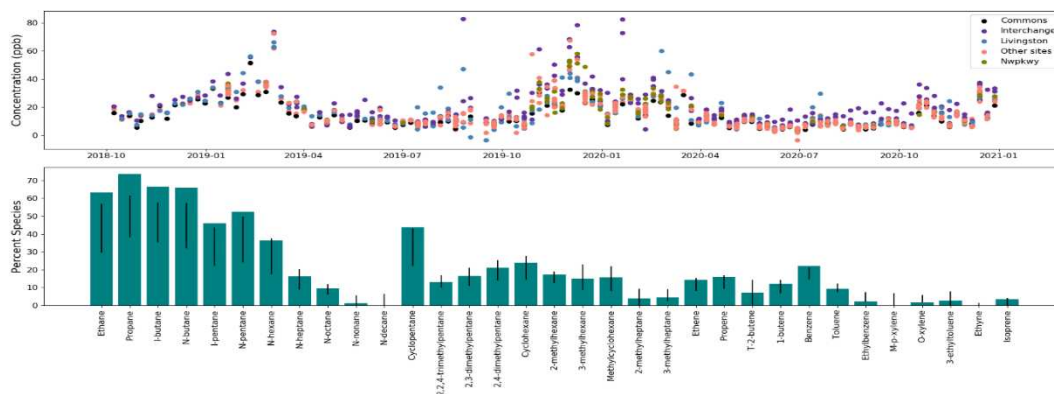 Concentration (ppb)
80
60
40
20
0
Commons
Interchange
Livingston
Other sites
Nwpkwy
2018-10 2019-01 2019-04 2019-07 2019-10 2020-01 2020-04 2020-07 2020-10 2021-01
Percent Species
70
60
50
40
30
20
10
0
Ethane
Propane
I-butane
N-butane
I-pentane
N-pentane
N-hexane
N-heptane
N-octane
N-nonane
N-decane
Cyclopentane
2,2,4-trimethylpentane
2,3-dimethylpentane
2,4-dimethylpentane
Cyclohexane
2-methylhexane
3-methylhexane
Methylcyclohexane
2-methylheptane
3-methylheptane
Ethene
Propene
T-2-butene
1-butene
Benzene
Toluene
Ethylbenzene
M-p-xylene
O-xylene
3-ethyltoluene
Ethyne
Isoprene